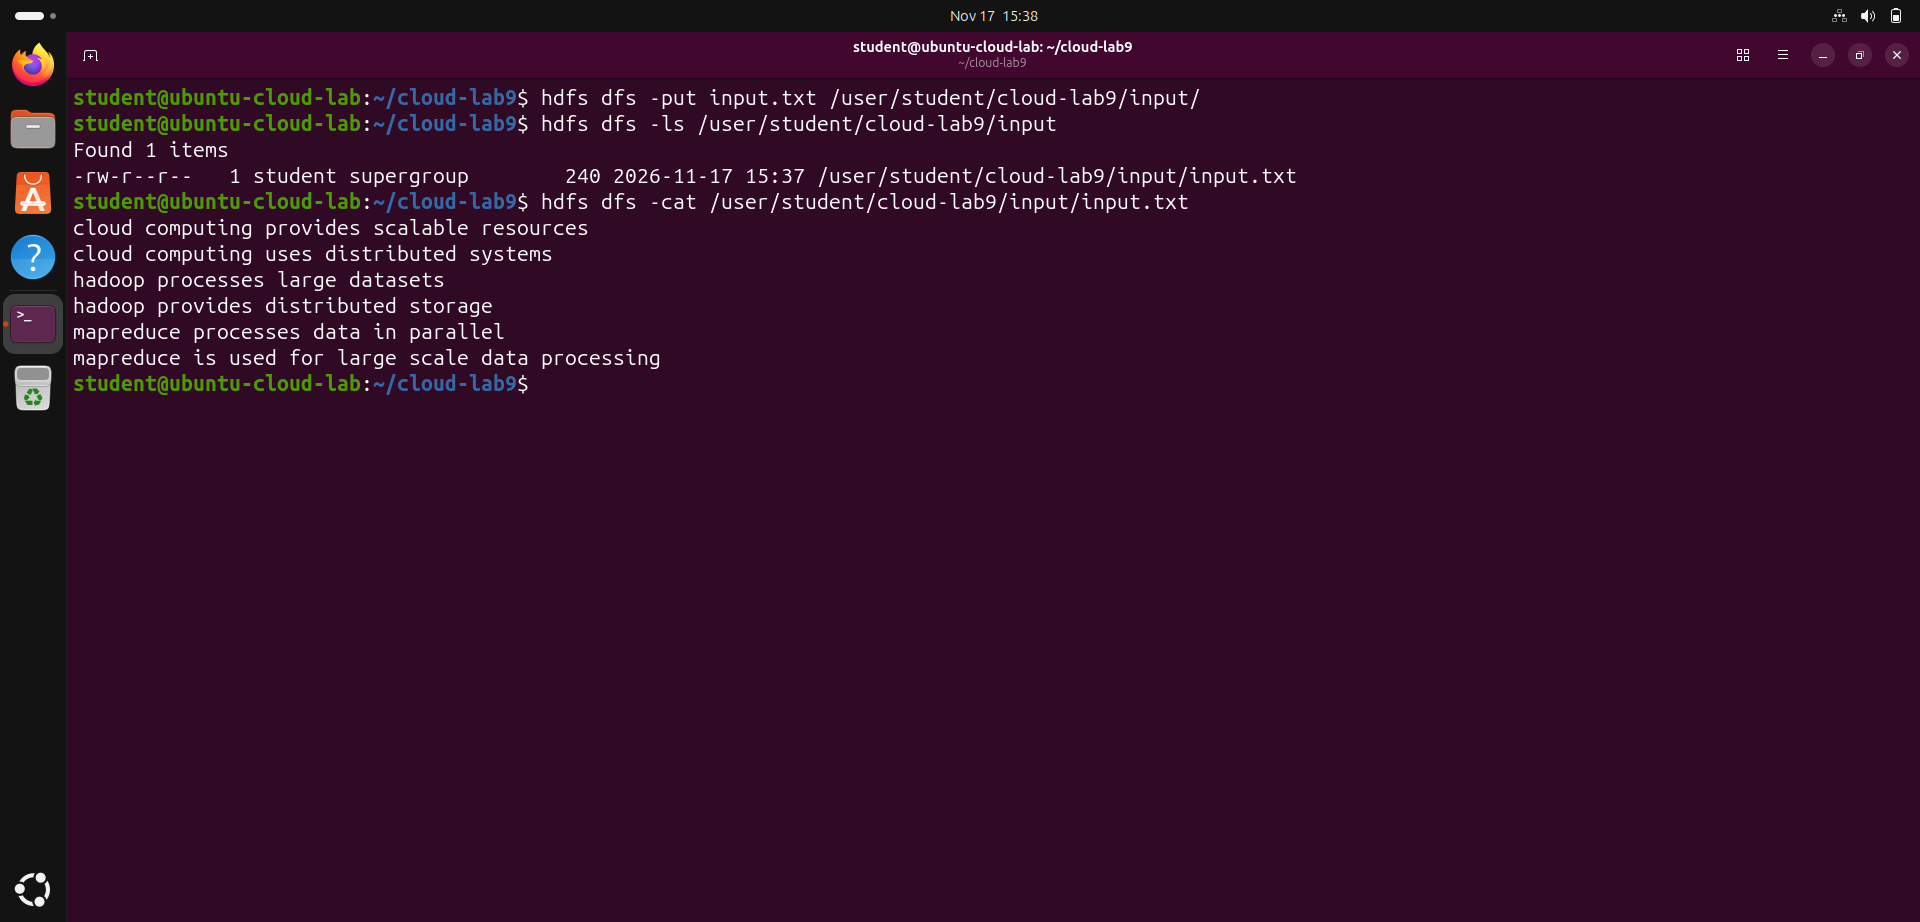 Nov 17 15:38
student@ubuntu-cloud-lab: ~/cloud-lab9
~/cloud-lab9
student@ubuntu-cloud-lab:~/cloud-lab9$ hdfs dfs -put input.txt /user/student/cloud-lab9/input/
student@ubuntu-cloud-lab:~/cloud-lab9$ hdfs dfs -ls /user/student/cloud-lab9/input
Found 1 items
-rw-r--r--   1 student supergroup        240 2026-11-17 15:37 /user/student/cloud-lab9/input/input.txt
student@ubuntu-cloud-lab:~/cloud-lab9$ hdfs dfs -cat /user/student/cloud-lab9/input/input.txt
cloud computing provides scalable resources
cloud computing uses distributed systems
hadoop processes large datasets
hadoop provides distributed storage
mapreduce processes data in parallel
mapreduce is used for large scale data processing
student@ubuntu-cloud-lab:~/cloud-lab9$